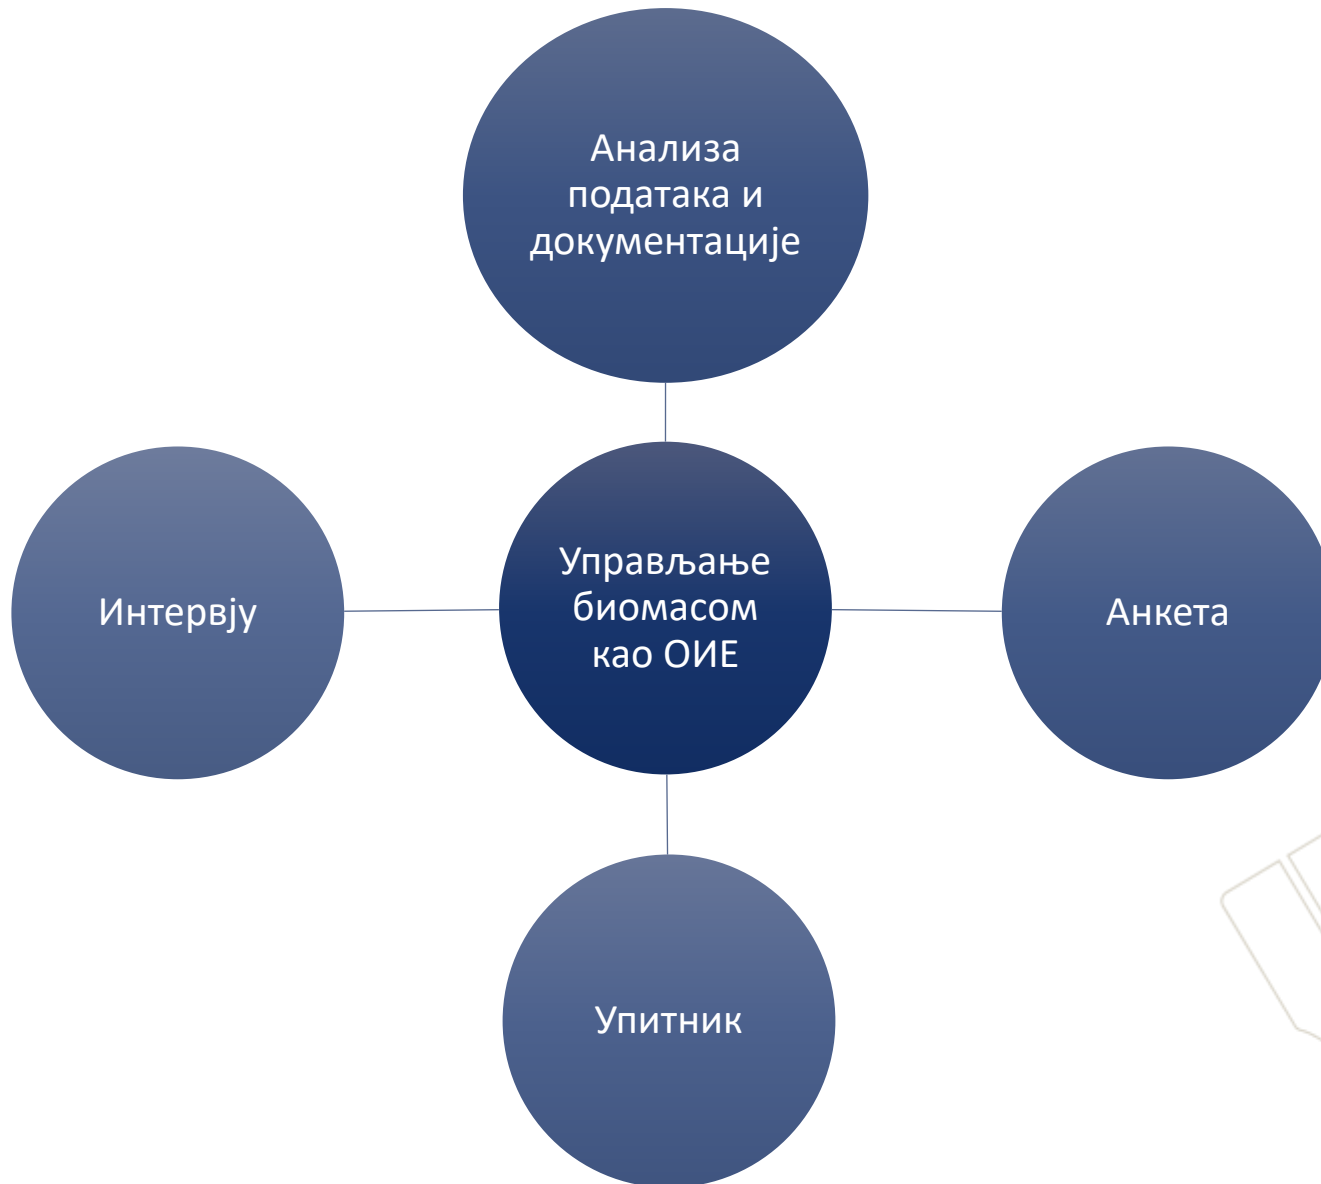 Анализа
података и
документације
Интервју
Управљање
биомасом
као ОИЕ
Анкета
Упитник